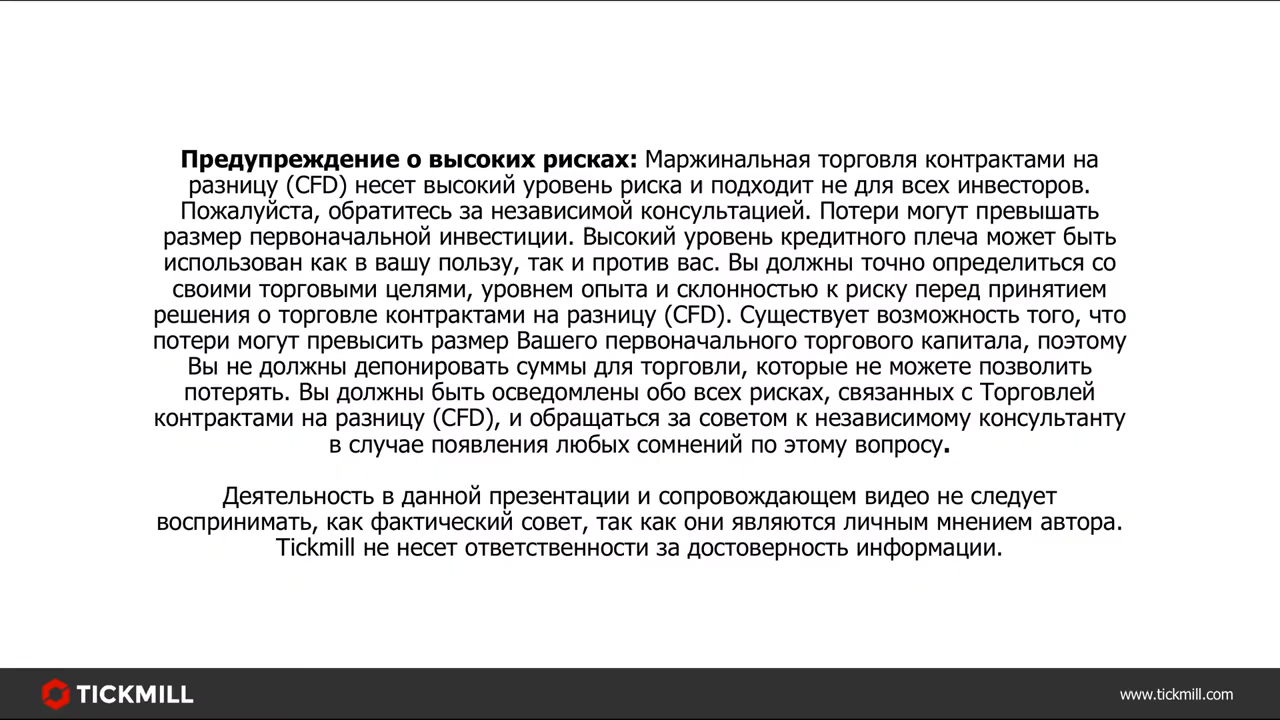 Предупреждение о высоких рисках: Маржинальная торговля контрактами на
разницу (CFD) несет высокий уровень риска и подходит не для всех инвесторов.
Пожалуйста, обратитесь за независимой консультацией. Потери могут превышать
размер первоначальной инвестиции. Высокий уровень кредитного плеча может быть
использован как в вашу пользу, так и против вас. Вы должны точно определиться со
своими торговыми целями, уровнем опыта и склонностью к риску перед принятием
решения о торговле контрактами на разницу (CFD). Существует возможность того, что
потери могут превысить размер Вашего первоначального торгового капитала, поэтому
Вы не должны депонировать суммы для торговли, которые не можете позволить
потерять. Вы должны быть осведомлены обо всех рисках, связанных с Торговлей
контрактами на разницу (CFD), и обращаться за советом к независимому консультанту
в случае появления любых сомнений по этому вопросу.
Деятельность в данной презентации и сопровождающем видео не следует
воспринимать, как фактический совет, так как они являются личным мнением автора.
Tickmill не несет ответственности за достоверность информации.
TICKMILL
www.tickmill.com